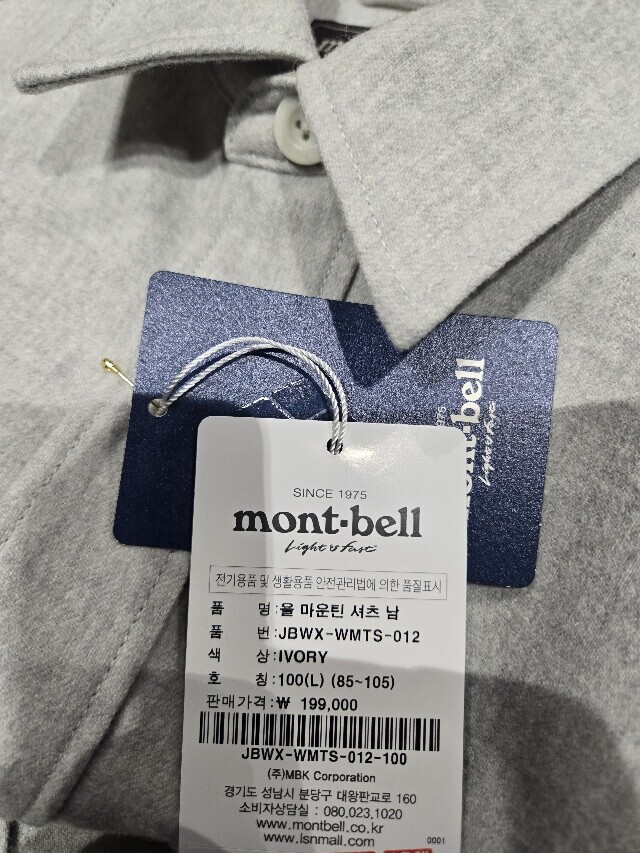 mont-bell
Light & Fast
SINCE 1975
mont-bell
Light & Fast
전기용품 및 생활용품 안전관리법에 의한 품질표시
품 명 : 울 마운틴 셔츠 남
품 번 : JBWX-WMTS-012
색 상 : IVORY
호 칭 : 100(L) (85~105)
판매가격 : ₩ 199,000
JBWX-WMTS-012-100
(주)MBK Corporation
경기도 성남시 분당구 대왕판교로 160
소비자상담실 : 080.023.1020
www.montbell.co.kr
www.lsnmall.com
0001